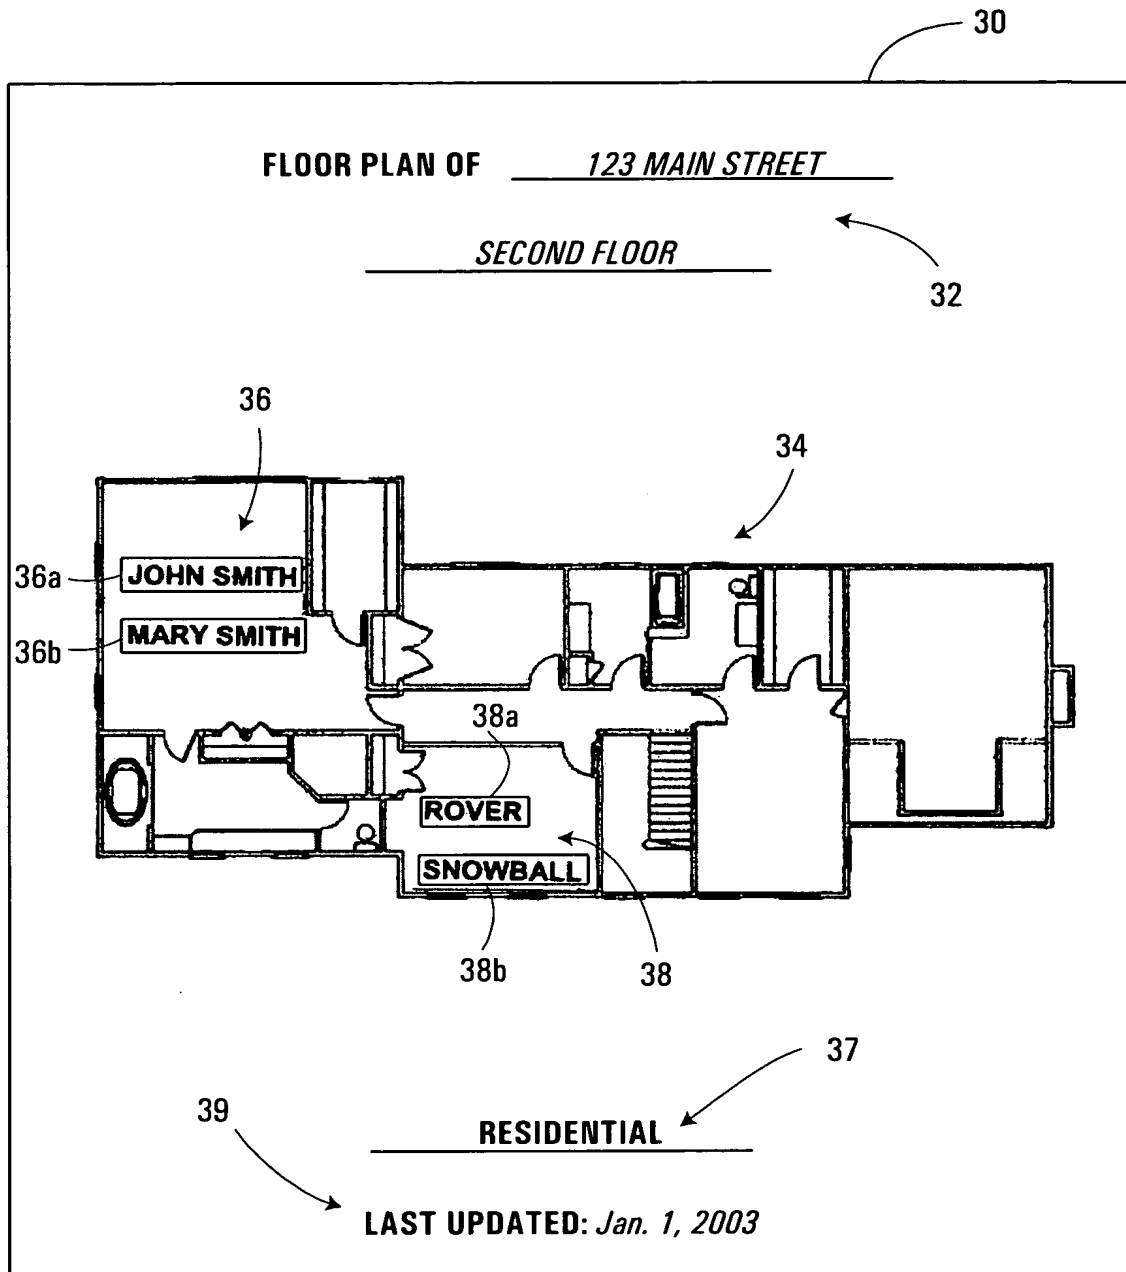 30
FLOOR PLAN OF 123 MAIN STREET
SECOND FLOOR
32
36
34
36a
JOHN SMITH
36b
MARY SMITH
38a
ROVER
SNOWBALL
38b
38
37
39
RESIDENTIAL
LAST UPDATED: Jan. 1, 2003